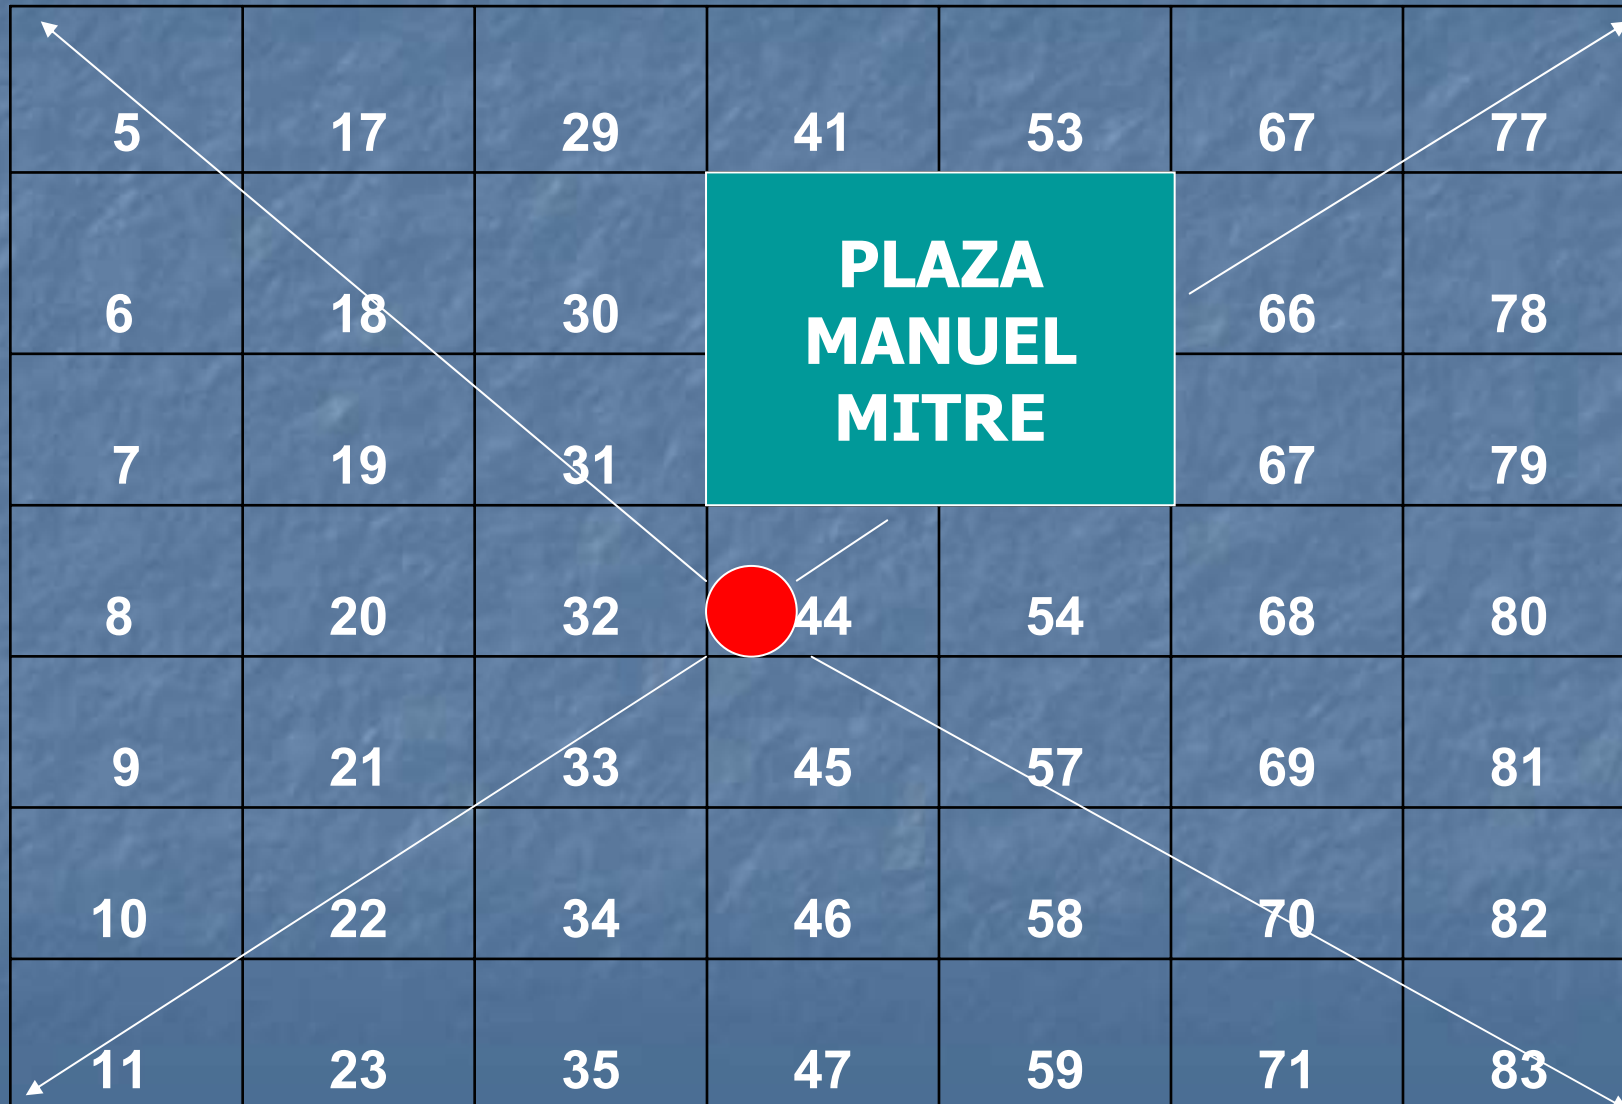 5 17 29 41 53 67 77
PLAZA
MANUEL
MITRE
6 18 30 66 78
7 19 31 67 79
8 20 32 44 54 68 80
9 21 33 45 57 69 81
10 22 34 46 58 70 82
11 23 35 47 59 71 83